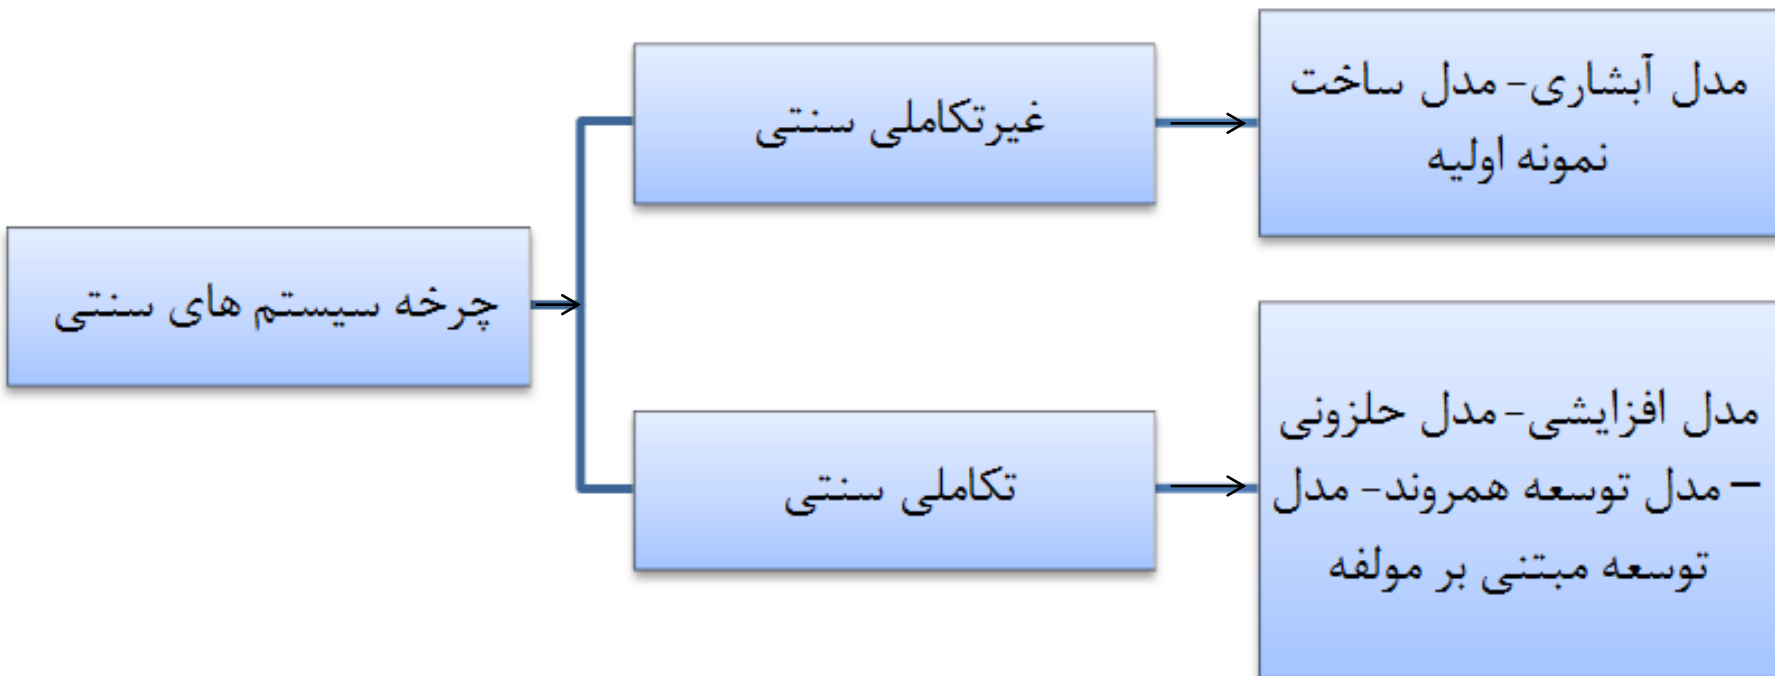 چرخه سیستم های سنتی
غیرتکاملی سنتی
مدل آبشاری- مدل ساخت
نمونه اولیه
تکاملی سنتی
مدل افزایشی- مدل حلزونی
– مدل توسعه همروند- مدل
توسعه مبتنی بر مولفه